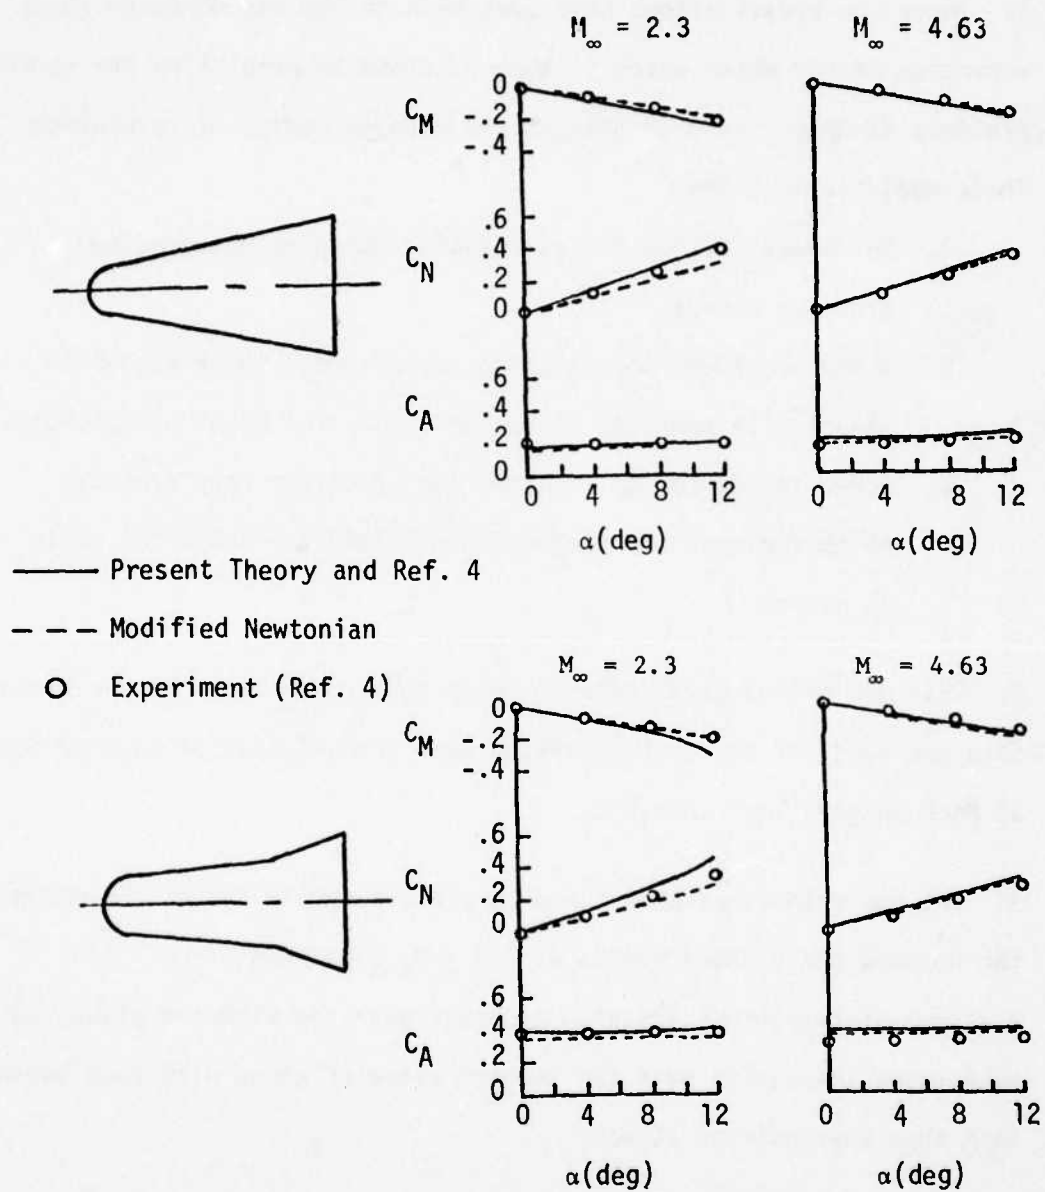 M∞ = 2.3
M∞ = 4.63
C_M
0
-.2
-.4
C_N
.6
.4
.2
0
C_A
.6
.4
.2
0
0 4 8 12
α(deg)
0 4 8 12
α(deg)
Present Theory and Ref. 4
Modified Newtonian
Experiment (Ref. 4)
M∞ = 2.3
M∞ = 4.63
C_M
0
-.2
-.4
C_N
.6
.4
.2
0
C_A
.6
.4
.2
0
0 4 8 12
α(deg)
0 4 8 12
α(deg)